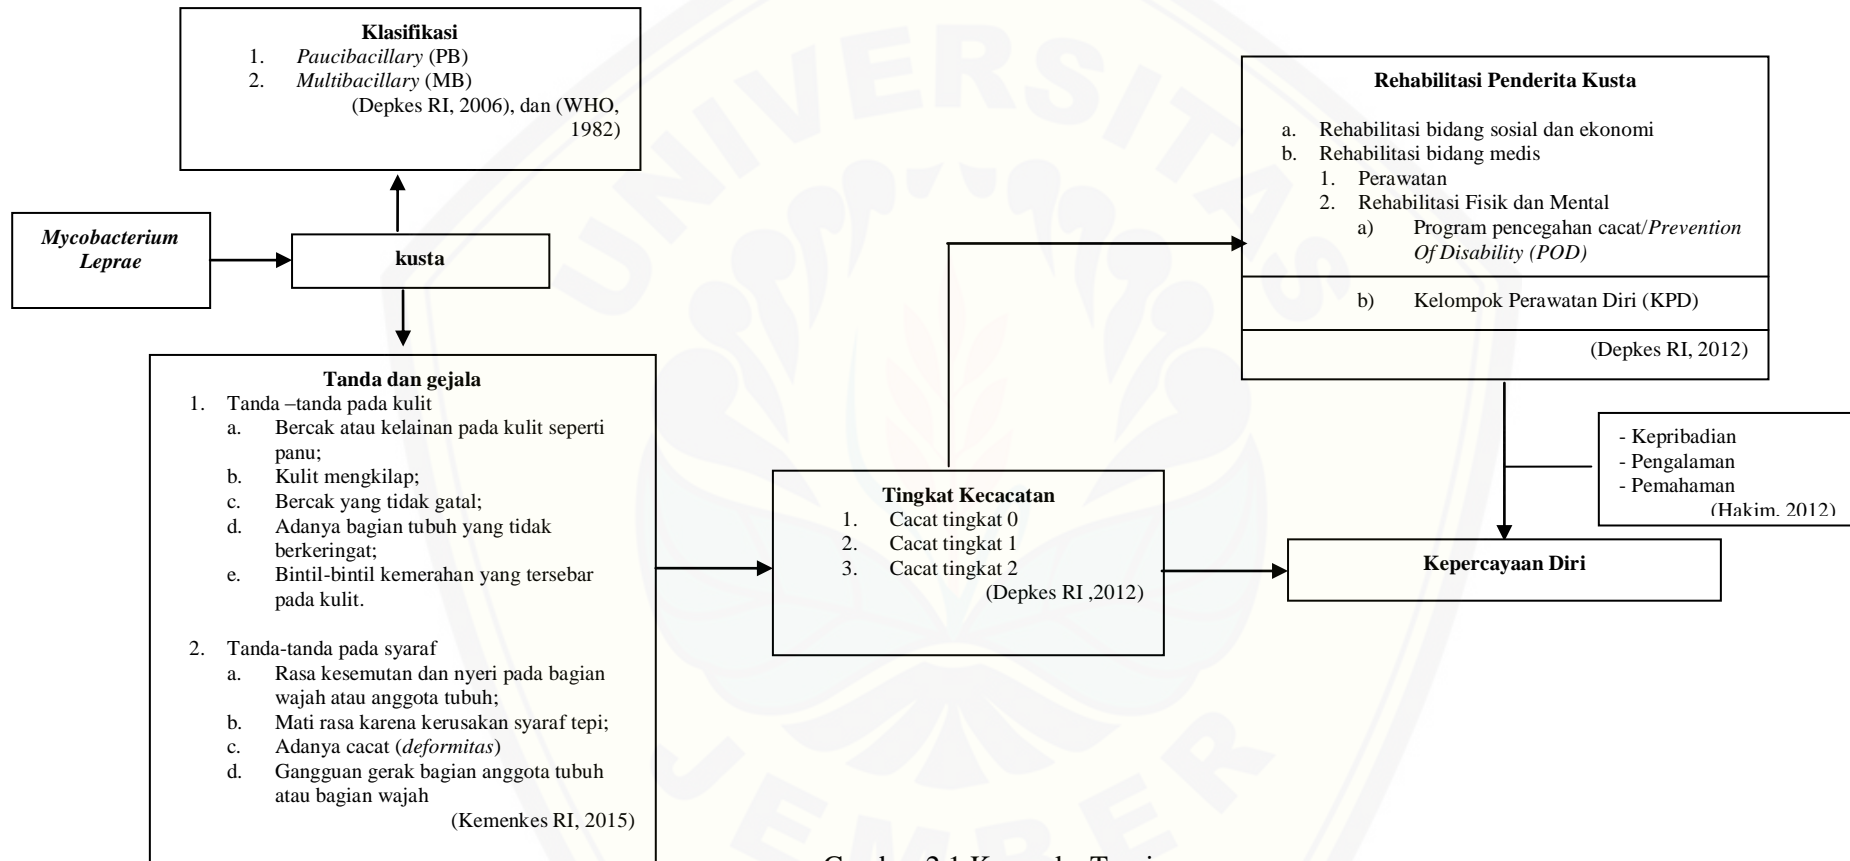 Klasifikasi
1. Paucibacillary (PB)
2. Multibacillary (MB)
(Depkes RI, 2006), dan (WHO,
1982)
Mycobacterium
Leprae
kusta
Tanda dan gejala
1. Tanda –tanda pada kulit
a. Bercak atau kelainan pada kulit seperti
panu;
b. Kulit mengkilap;
c. Bercak yang tidak gatal;
d. Adanya bagian tubuh yang tidak
berkeringat;
e. Bintil-bintil kemerahan yang tersebar
pada kulit.
2. Tanda-tanda pada syaraf
a. Rasa kesemutan dan nyeri pada bagian
wajah atau anggota tubuh;
b. Mati rasa karena kerusakan syaraf tepi;
c. Adanya cacat (deformitas)
d. Gangguan gerak bagian anggota tubuh
atau bagian wajah
(Kemenkes RI, 2015)
Tingkat Kecacatan
1. Cacat tingkat 0
2. Cacat tingkat 1
3. Cacat tingkat 2
(Depkes RI ,2012)
Rehabilitasi Penderita Kusta
a. Rehabilitasi bidang sosial dan ekonomi
b. Rehabilitasi bidang medis
1. Perawatan
2. Rehabilitasi Fisik dan Mental
a) Program pencegahan cacat/Prevention
Of Disability (POD)
b) Kelompok Perawatan Diri (KPD)
(Depkes RI, 2012)
- Kepribadian
- Pengalaman
- Pemahaman
(Hakim, 2012)
Kepercayaan Diri
UNIVERSITAS
JEMBER